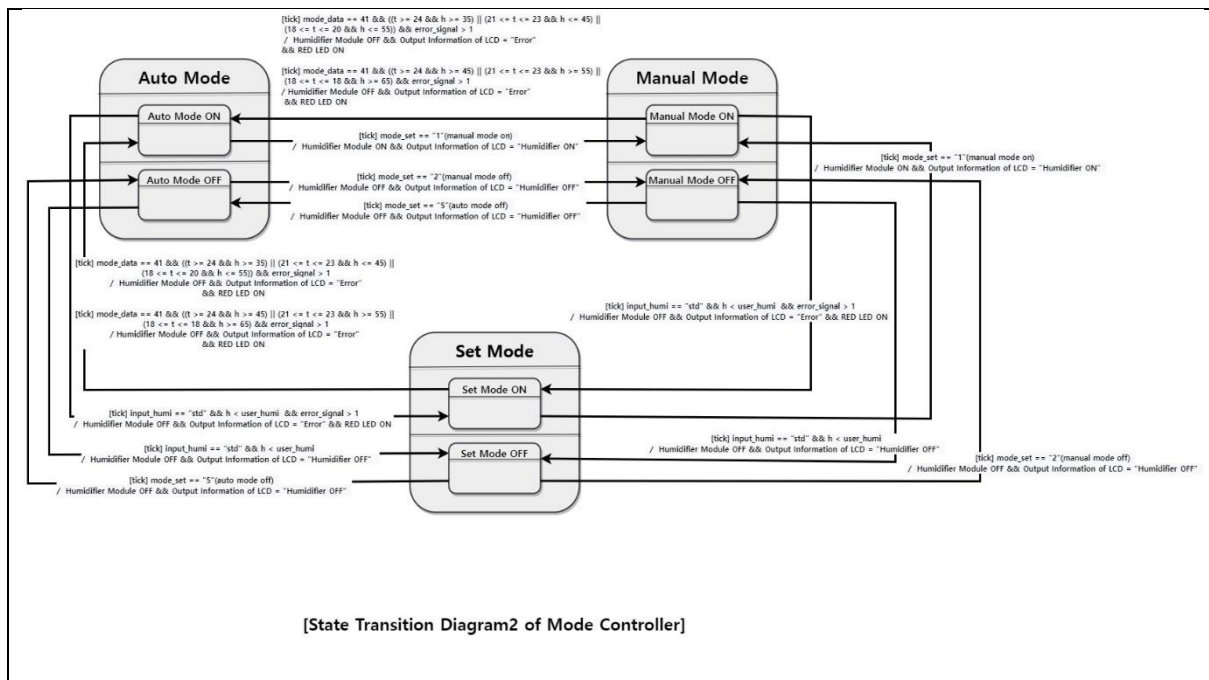 [tick] mode_data == 41 && ((t >= 24 && h >= 35) || (21 <= t <= 23 && h <= 45) ||
(18 <= t <= 20 && h <= 55)) && error_signal > 1
/ Humidifier Module OFF && Output Information of LCD = "Error"
&& RED LED ON
[tick] mode_data == 41 && ((t >= 24 && h >= 45) || (21 <= t <= 23 && h >= 55) ||
(18 <= t <= 18 && h >= 65) && error_signal > 1
/ Humidifier Module OFF && Output Information of LCD = "Error"
&& RED LED ON
Auto Mode
Manual Mode
Auto Mode ON
Manual Mode ON
[tick] mode_set == "1"(manual mode on)
/ Humidifier Module ON && Output Information of LCD = "Humidifier ON"
[tick] mode_set == "1"(manual mode on)
/ Humidifier Module ON && Output Information of LCD = "Humidifier ON"
Auto Mode OFF
Manual Mode OFF
[tick] mode_set == "2"(manual mode off)
/ Humidifier Module OFF && Output Information of LCD = "Humidifier OFF"
[tick] mode_set == "5"(auto mode off)
/ Humidifier Module OFF && Output Information of LCD = "Humidifier OFF"
[tick] mode_data == 41 && ((t >= 24 && h >= 35) || (21 <= t <= 23 && h <= 45) ||
(18 <= t <= 20 && h <= 55)) && error_signal > 1
/ Humidifier Module OFF && Output Information of LCD = "Error"
&& RED LED ON
[tick] mode_data == 41 && ((t >= 24 && h >= 45) || (21 <= t <= 23 && h >= 55) ||
(18 <= t <= 18 && h >= 65) && error_signal > 1
/ Humidifier Module OFF && Output Information of LCD = "Error"
&& RED LED ON
[tick] input_humi == "std" && h < user_humi && error_signal > 1
/ Humidifier Module OFF && Output Information of LCD = "Error" && RED LED ON
Set Mode
Set Mode ON
[tick] input_humi == "std" && h < user_humi && error_signal > 1
/ Humidifier Module OFF && Output Information of LCD = "Error" && RED LED ON
Set Mode OFF
[tick] input_humi == "std" && h < user_humi
/ Humidifier Module OFF && Output Information of LCD = "Humidifier OFF"
[tick] input_humi == "std" && h < user_humi
/ Humidifier Module OFF && Output Information of LCD = "Humidifier OFF"
[tick] mode_set == "2"(manual mode off)
/ Humidifier Module OFF && Output Information of LCD = "Humidifier OFF"
[tick] mode_set == "5"(auto mode off)
/ Humidifier Module OFF && Output Information of LCD = "Humidifier OFF"
[State Transition Diagram2 of Mode Controller]